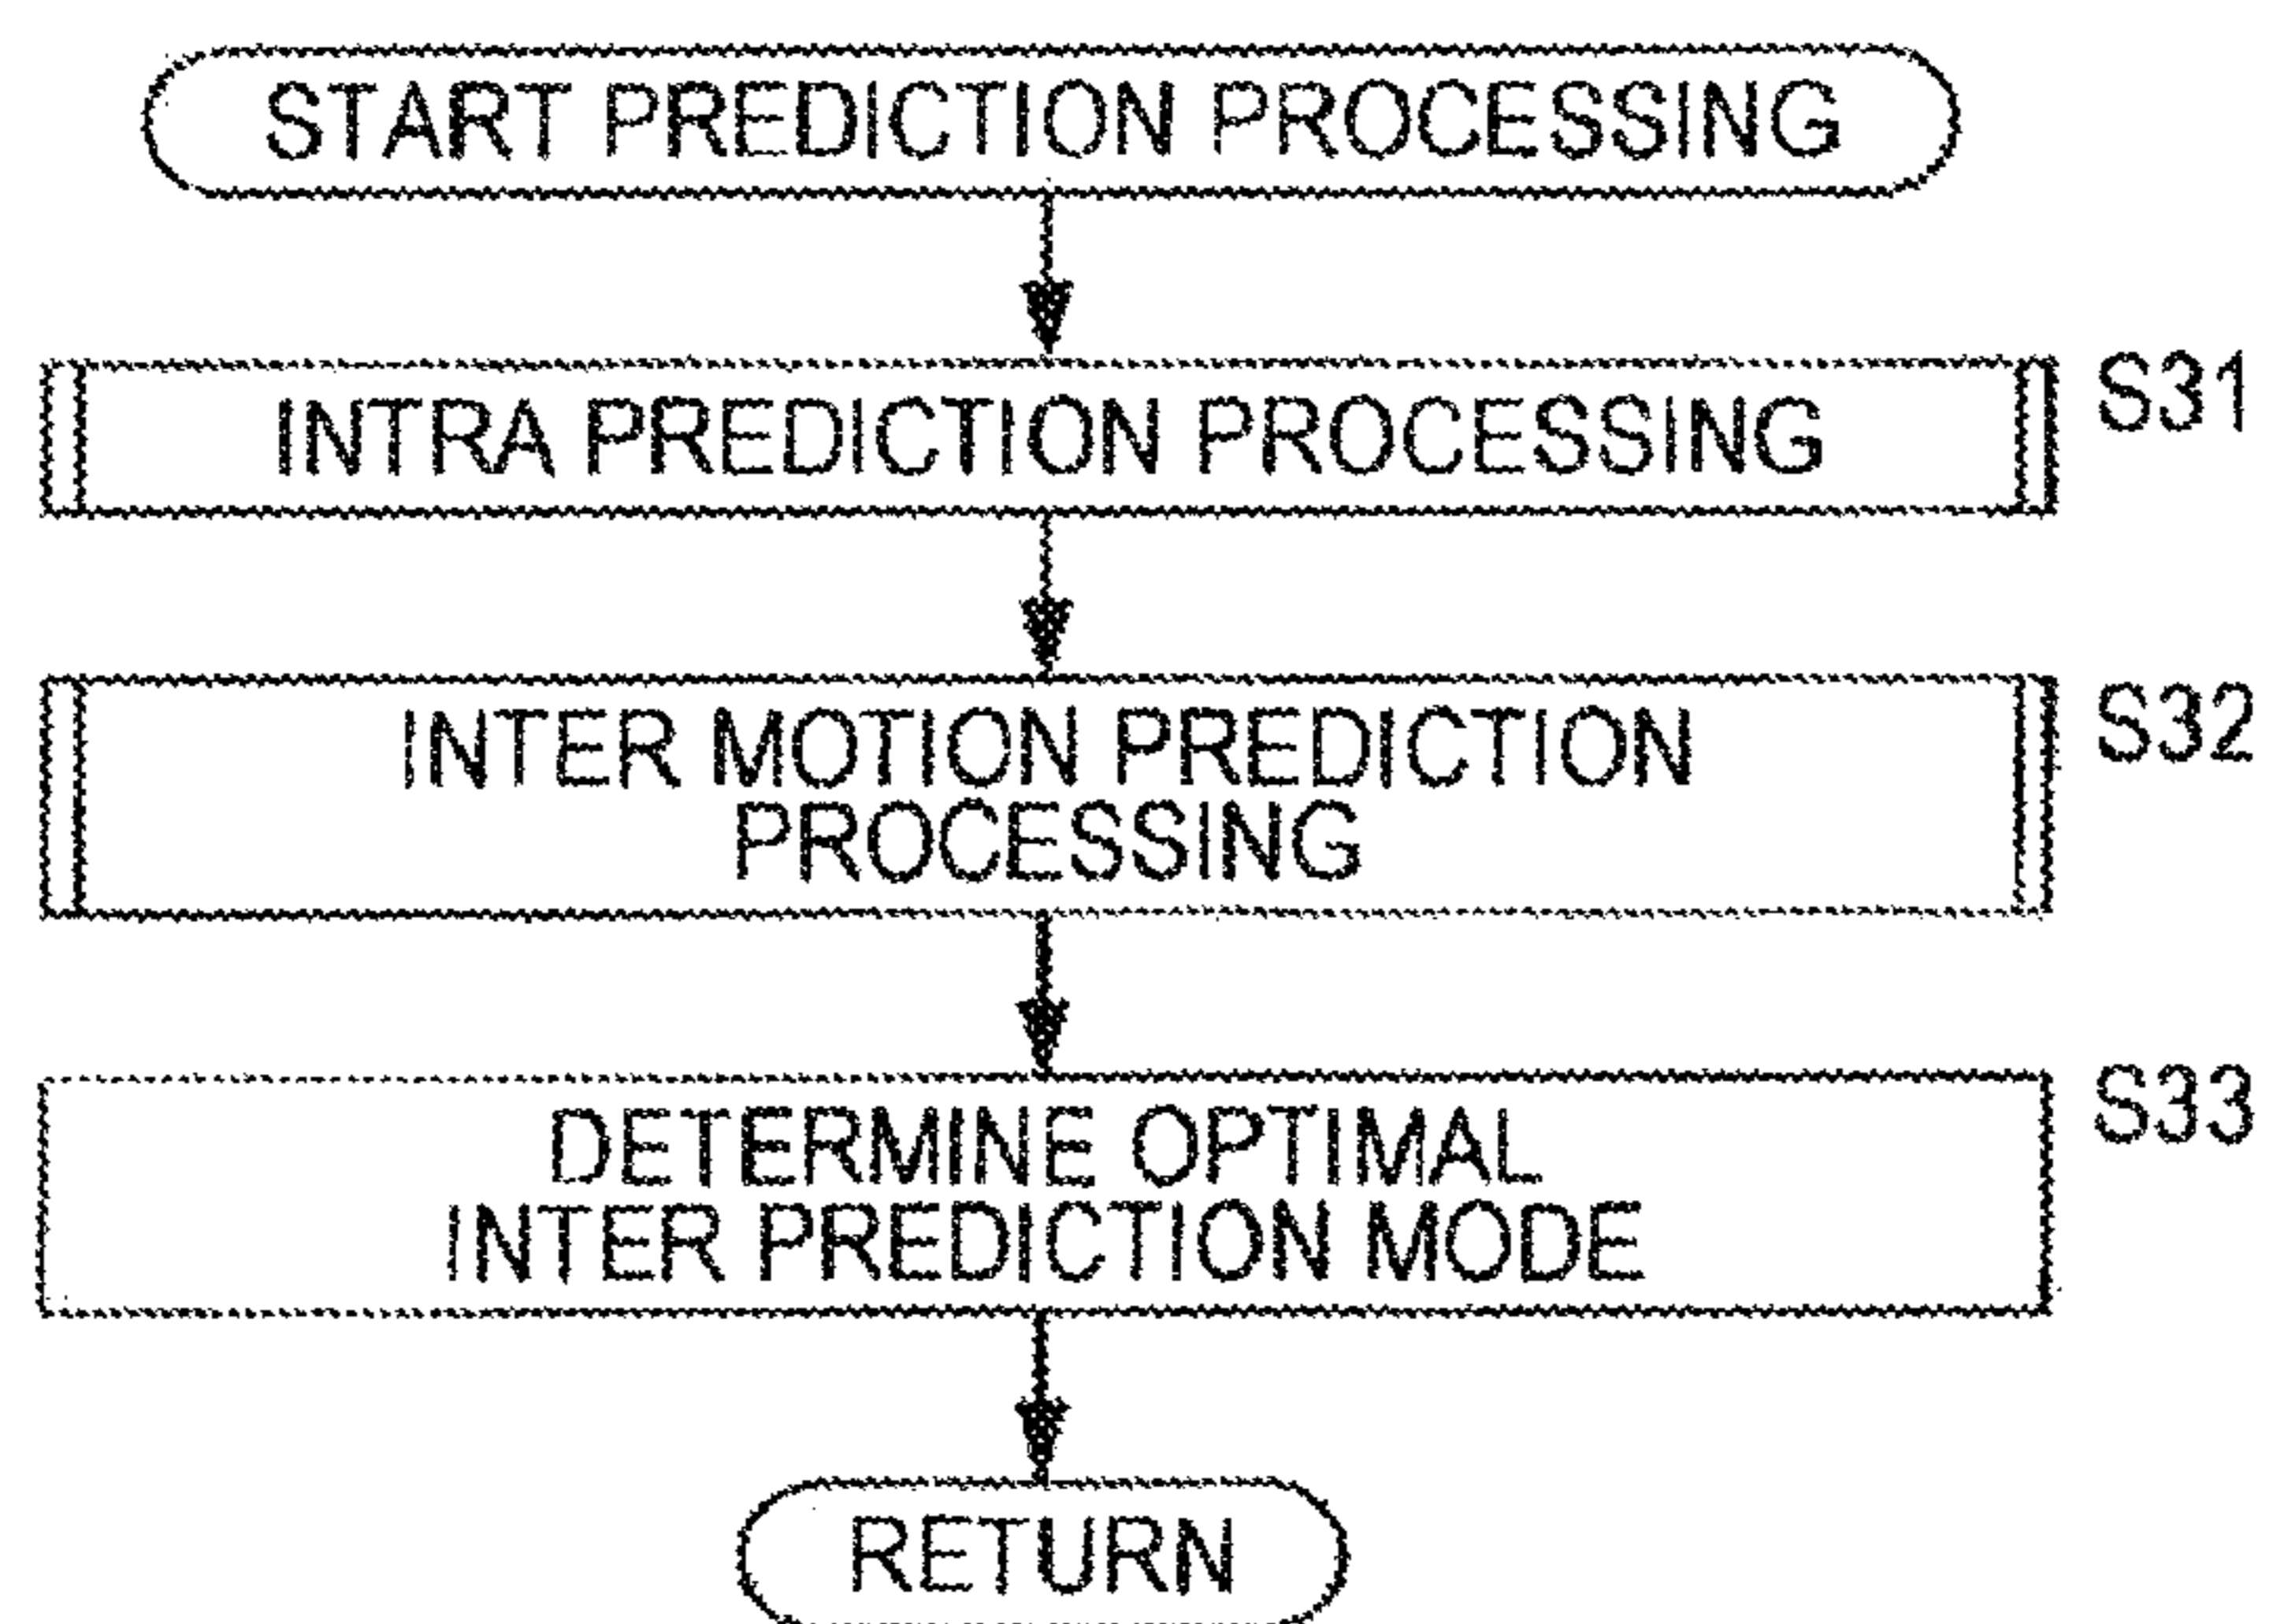 START PREDICTION PROCESSING
INTRA PREDICTION PROCESSING
S31
INTER MOTION PREDICTION
PROCESSING
S32
DETERMINE OPTIMAL
INTER PREDICTION MODE
S33
RETURN